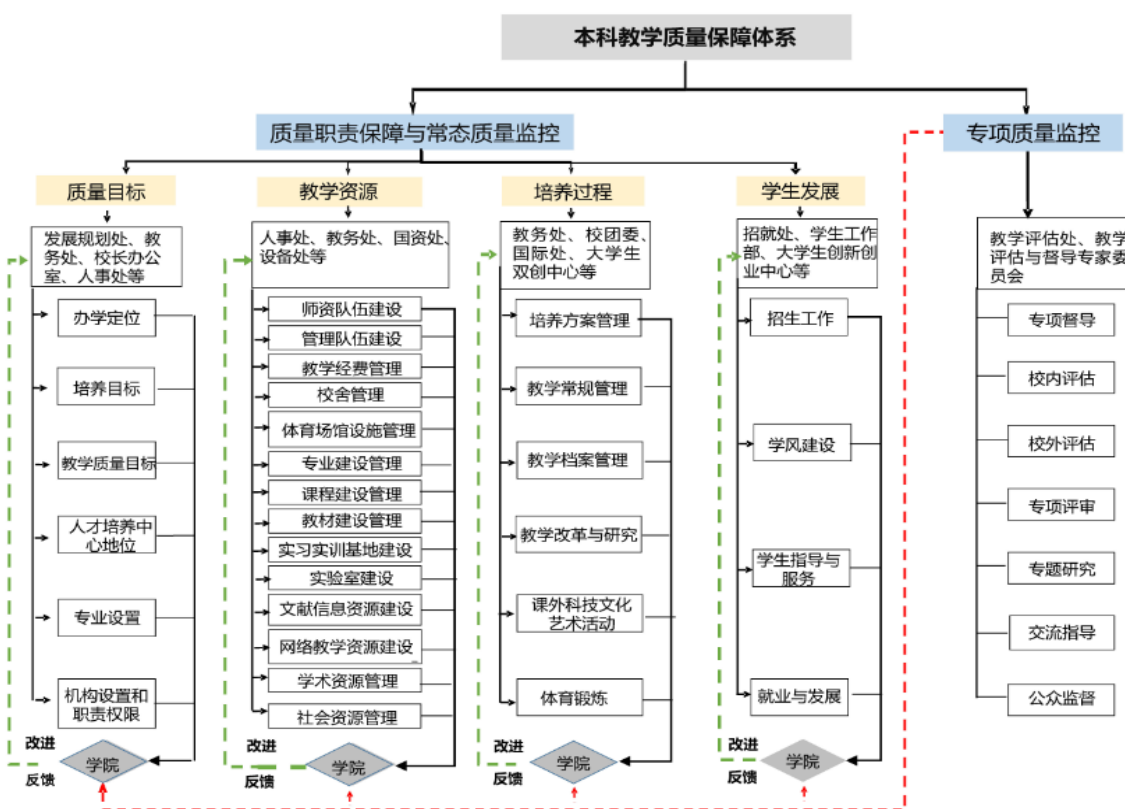 本科教学质量保障体系
质量职责保障与常态质量监控
专项质量监控
质量目标
教学资源
培养过程
学生发展
发展规划处、教
务处、校长办公
室、人事处等
人事处、教务处、国资处、
设备处等
教务处、校团委、
国际处、大学生
双创中心等
招就处、学生工作
部、大学生创新创
业中心等
教学评估处、教学
评估与督导专家委
员会
办学定位
培养目标
教学质量目标
人才培养中
心地位
专业设置
机构设置和
职责权限
师资队伍建设
管理队伍建设
教学经费管理
校舍管理
体育场馆设施管理
专业建设管理
课程建设管理
教材建设管理
实习实训基地建设
实验室建设
文献信息资源建设
网络教学资源建设
学术资源管理
社会资源管理
培养方案管理
教学常规管理
教学档案管理
教学改革与研究
课外科技文化
艺术活动
体育锻炼
招生工作
学风建设
学生指导与
服务
就业与发展
专项督导
校内评估
校外评估
专项评审
专题研究
交流指导
公众监督
改进
反馈
学院
改进
反馈
学院
改进
反馈
学院
改进
反馈
学院